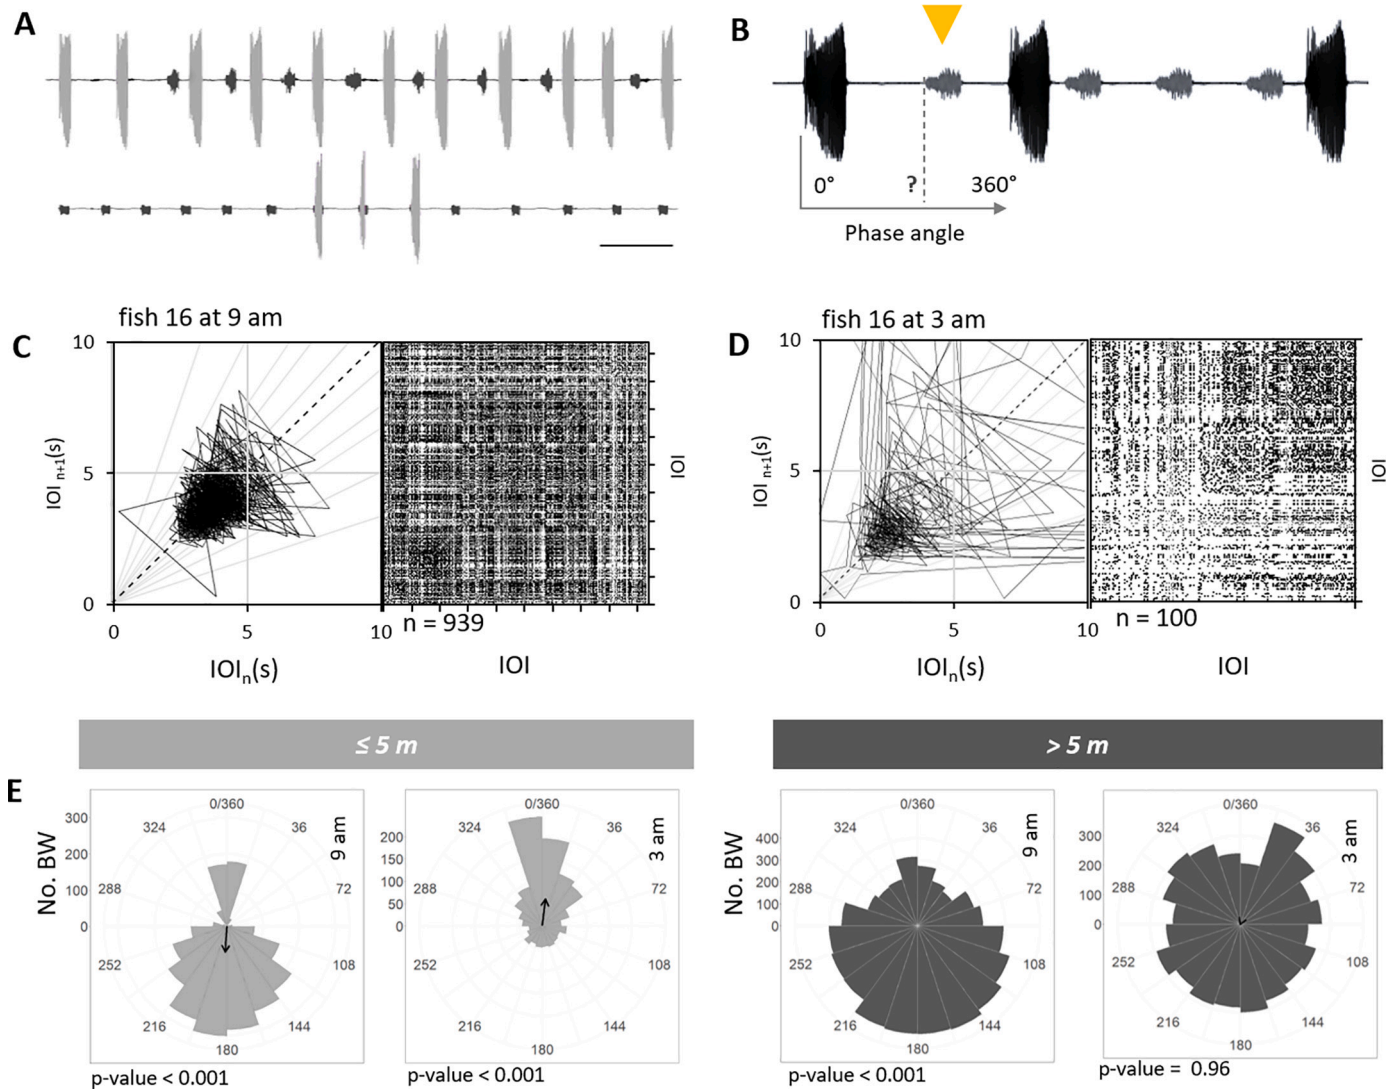 A
B
0°
?
360°
Phase angle
fish 16 at 9 am
C
10
5
0
IOIn+1(s)
0
5
10
IOIn(s)
n = 939
IOI
IOI
fish 16 at 3 am
D
10
5
0
IOIn+1(s)
0
5
10
IOIn(s)
n = 100
IOI
IOI
≤ 5 m
> 5 m
E
No. BW
300
200
100
0
0/360
36
72
108
144
180
216
252
288
324
9 am
p-value < 0.001
200
150
100
50
0
0/360
36
72
108
144
180
216
252
288
324
3 am
p-value < 0.001
No. BW
400
300
200
100
0
0/360
36
72
108
144
180
216
252
288
324
9 am
p-value < 0.001
300
200
100
0
0/360
36
72
108
144
180
216
252
288
324
3 am
p-value = 0.96